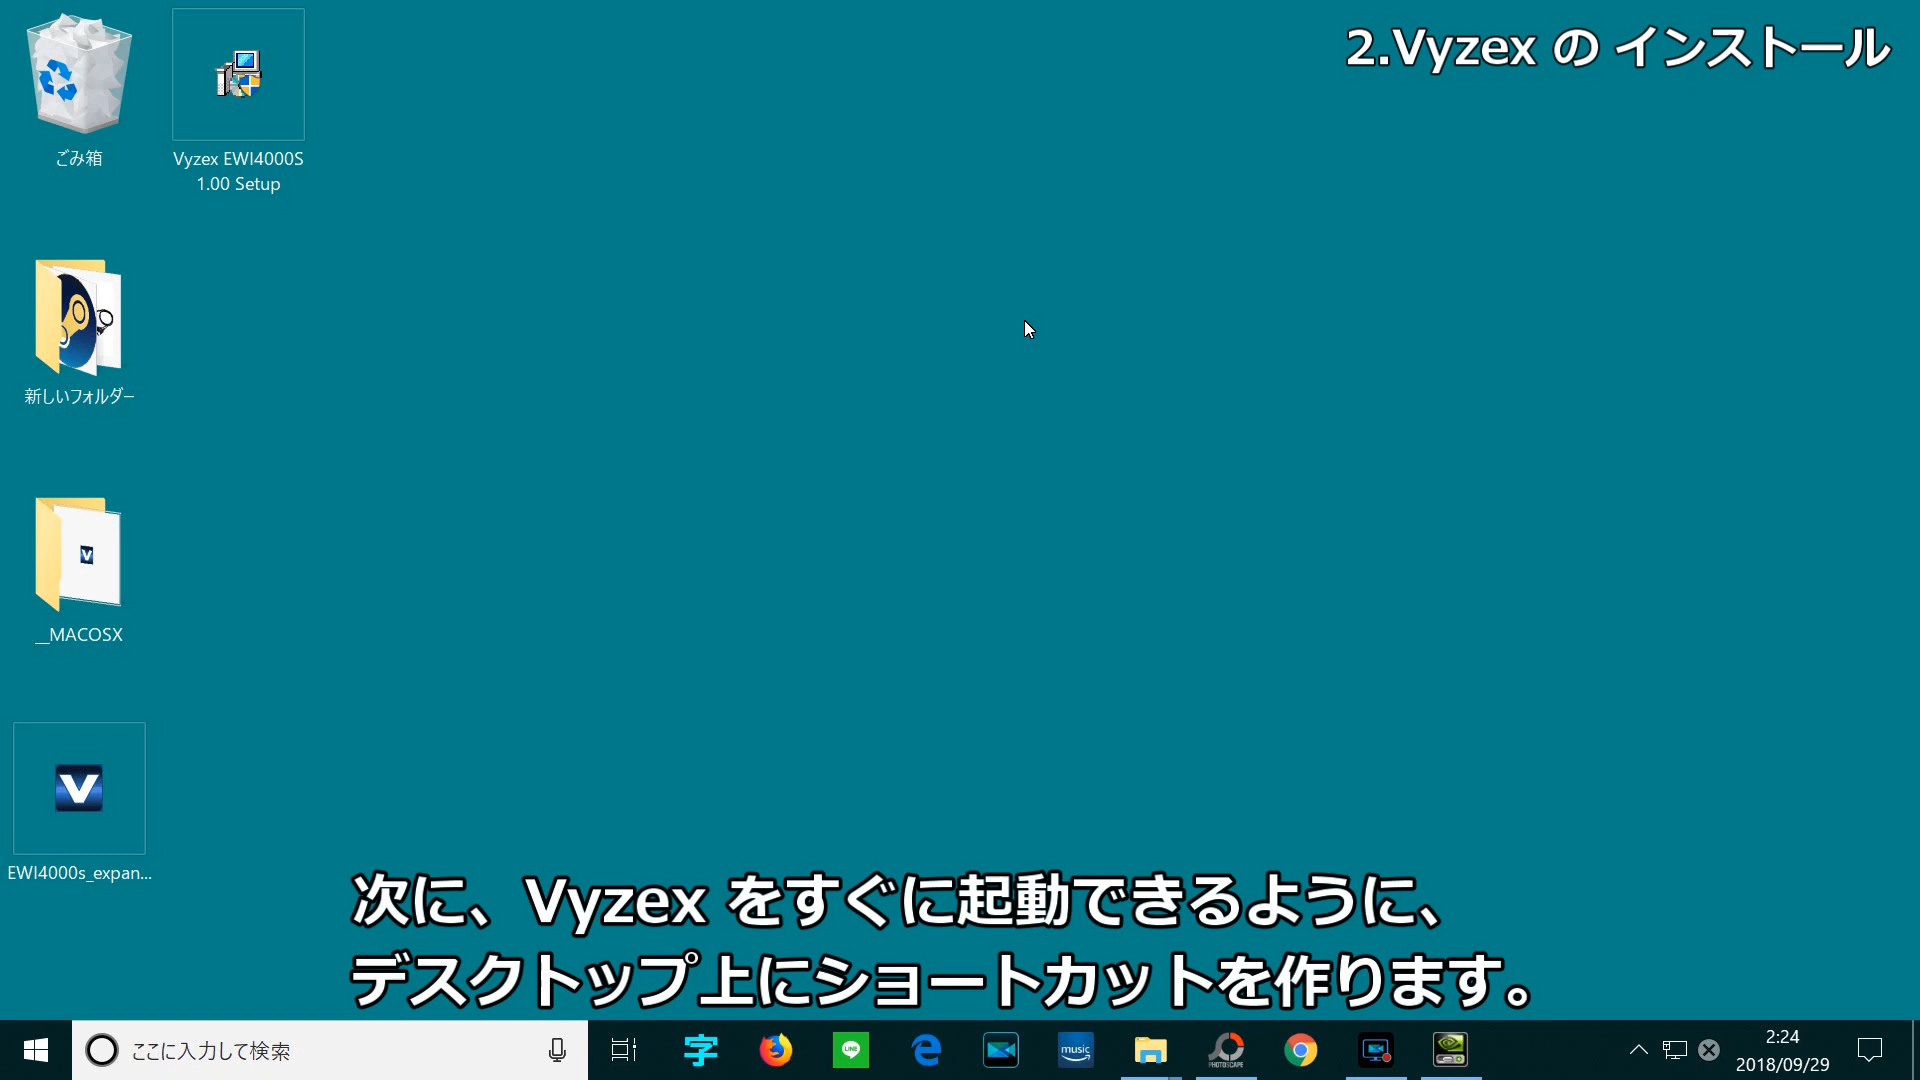 2.Vyzex の インストール
ごみ箱
Vyzex EWI4000S
1.00 Setup
新しいフォルダー
__MACOSX
EWI4000s_expan...
次に、Vyzex をすぐに起動できるように、
デスクトップ上にショートカットを作ります。
ここに入力して検索
字
LINE
music
PHOTOSCAPE
2:24
2018/09/29